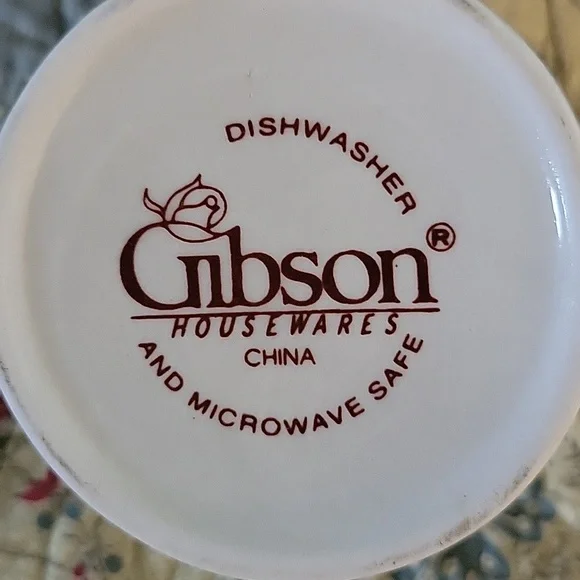 DISHWASHER
Gibson®
HOUSEWARES
CHINA
AND MICROWAVE SAFE